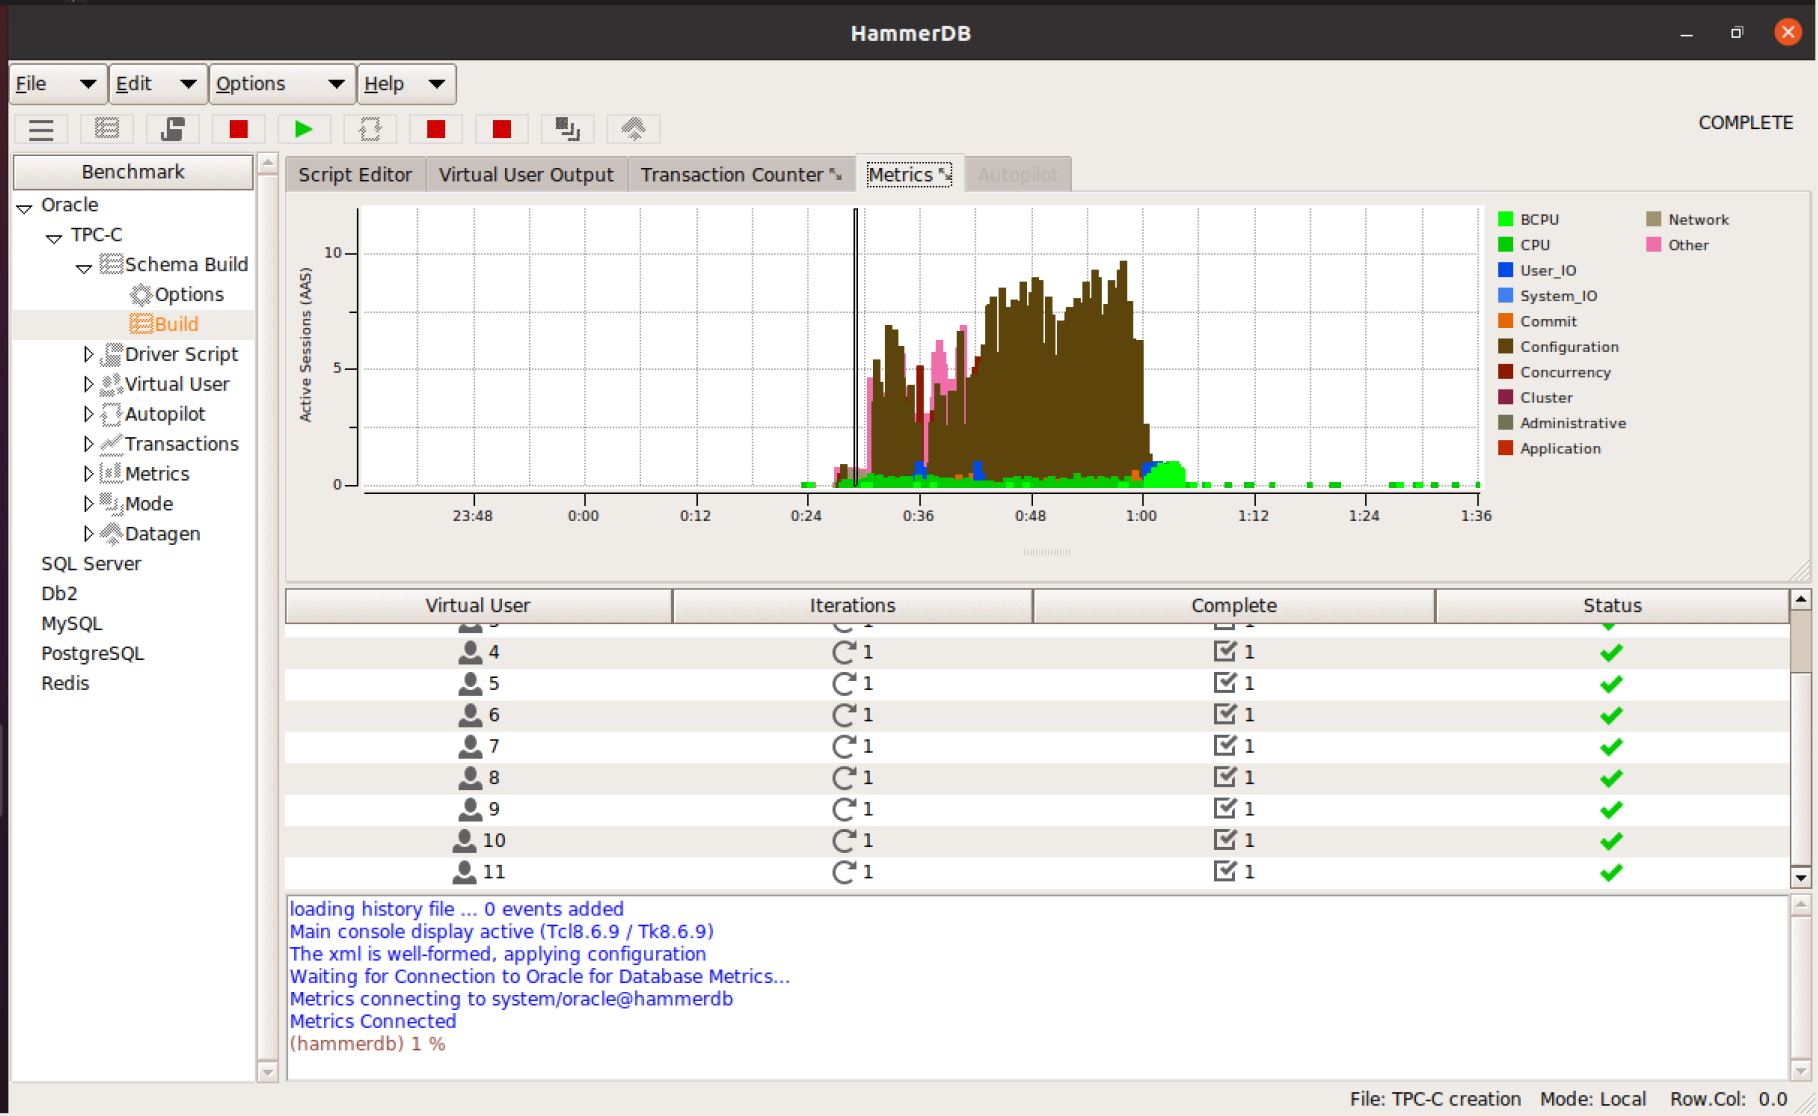 HammerDB
File Edit Options Help
COMPLETE
Benchmark
Oracle
TPC-C
Schema Build
Options
Build
Driver Script
Virtual User
Autopilot
Transactions
Metrics
Mode
Datagen
SQL Server
Db2
MySQL
PostgreSQL
Redis
Script Editor Virtual User Output Transaction Counter Metrics Autopilot
Active Sessions (AAS)
10
5
0
23:48 0:00 0:12 0:24 0:36 0:48 1:00 1:12 1:24 1:36
BCPU
CPU
User_IO
System_IO
Commit
Configuration
Concurrency
Cluster
Administrative
Application
Network
Other
Virtual User Iterations Complete Status
3 1 1
4 1 1
5 1 1
6 1 1
7 1 1
8 1 1
9 1 1
10 1 1
11 1 1
loading history file ... 0 events added
Main console display active (Tcl8.6.9 / Tk8.6.9)
The xml is well-formed, applying configuration
Waiting for Connection to Oracle for Database Metrics...
Metrics connecting to system/oracle@hammerdb
Metrics Connected
(hammerdb) 1 %
File: TPC-C creation Mode: Local Row.Col: 0.0